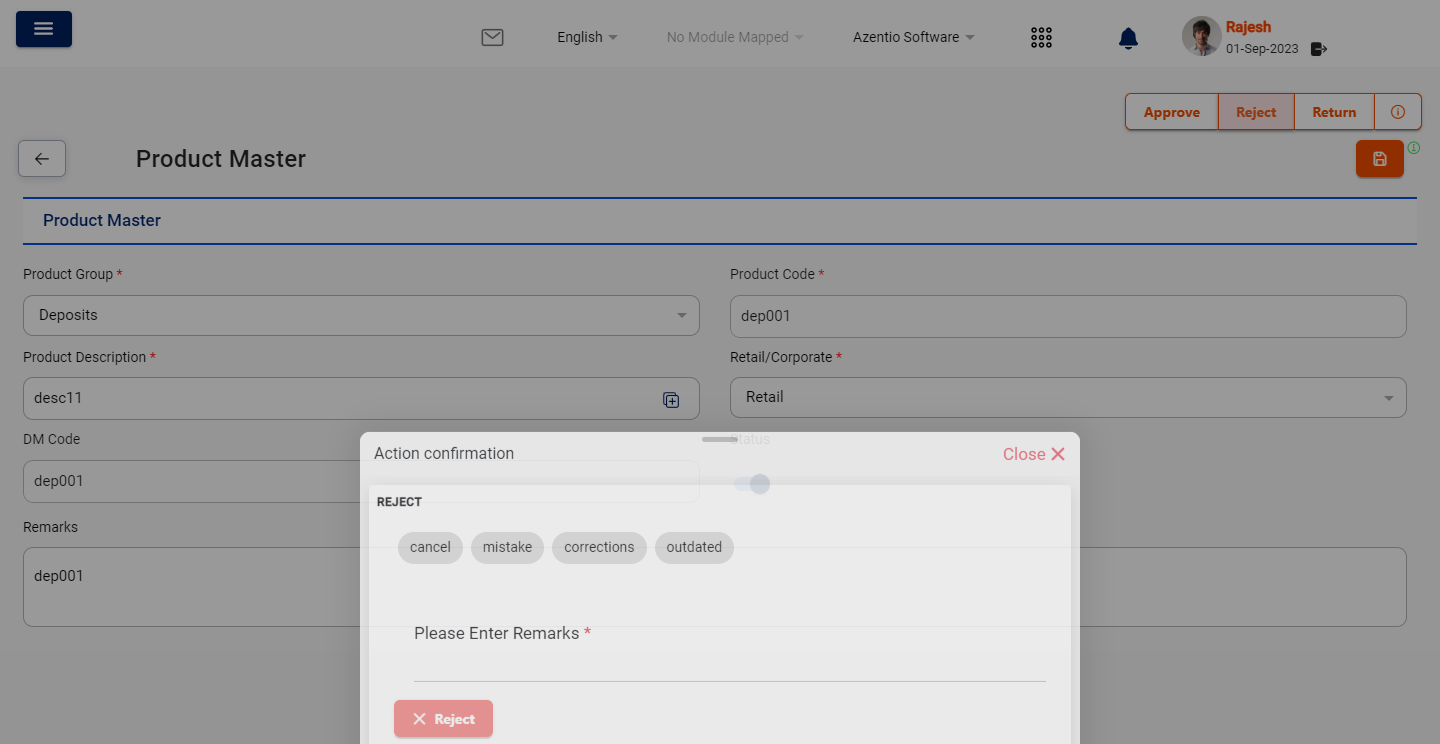 English
No Module Mapped
Azentio Software
Rajesh
01-Sep-2023
Approve
Reject
Return
Product Master
Product Master
Product Group *
Product Code *
Deposits
dep001
Product Description *
Retail/Corporate *
desc11
Retail
DM Code
Status
dep001
Remarks
dep001
Action confirmation
Close
REJECT
cancel
mistake
corrections
outdated
Please Enter Remarks *
Reject